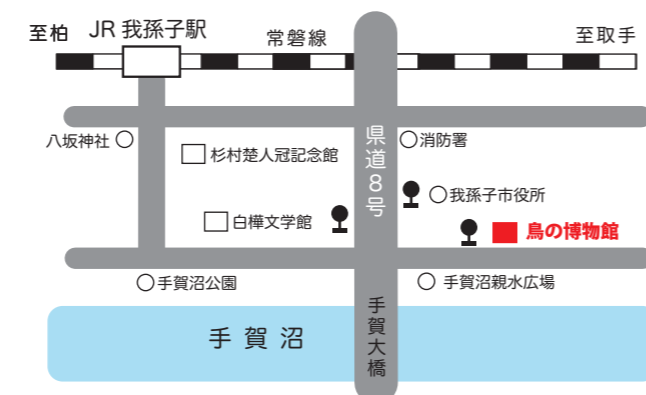 至柏
JR 我孫子駅
常磐線
至取手
八坂神社
杉村楚人冠記念館
県道8号
消防署
我孫子市役所
白樺文学館
鳥の博物館
手賀沼公園
手賀沼親水広場
手賀沼
手賀大橋